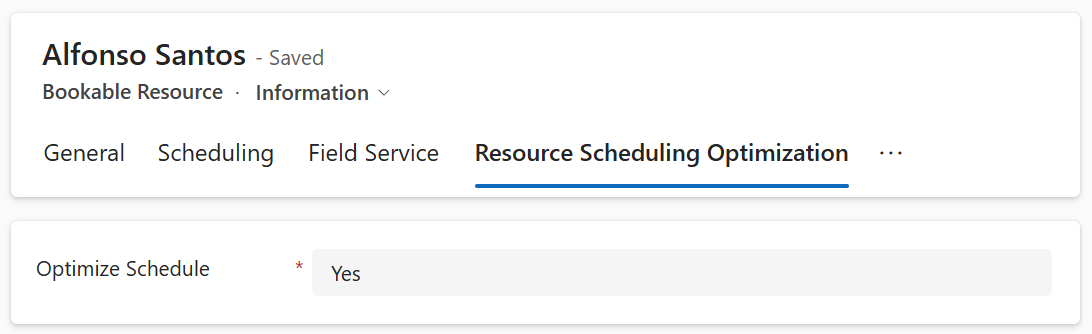 Alfonso Santos - Saved
Bookable Resource · Information
General Scheduling Field Service Resource Scheduling Optimization ···
Optimize Schedule * Yes